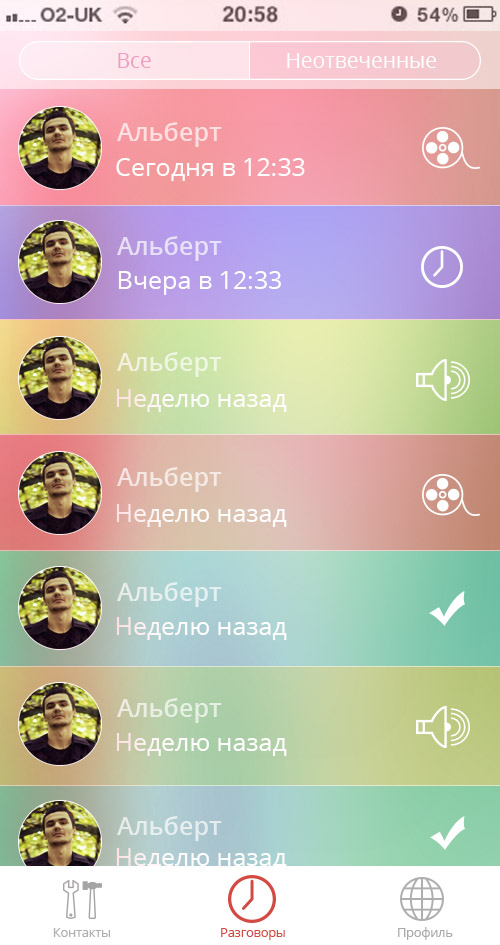 O2-UK 20:58 54%
Все Неотвеченные
Альберт
Сегодня в 12:33
Альберт
Вчера в 12:33
Альберт
Неделю назад
Альберт
Неделю назад
Альберт
Неделю назад
Альберт
Неделю назад
Альберт
Неделю назад
Контакты Разговоры Профиль